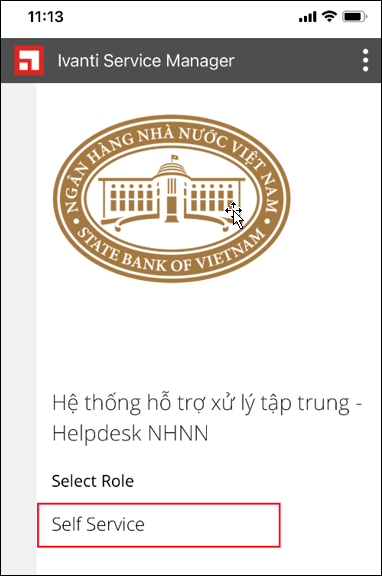 11:13
Ivanti Service Manager
NGÂN HÀNG NHÀ NƯỚC VIỆT NAM
STATE BANK OF VIETNAM
Hệ thống hỗ trợ xử lý tập trung -
Helpdesk NHNN
Select Role
Self Service